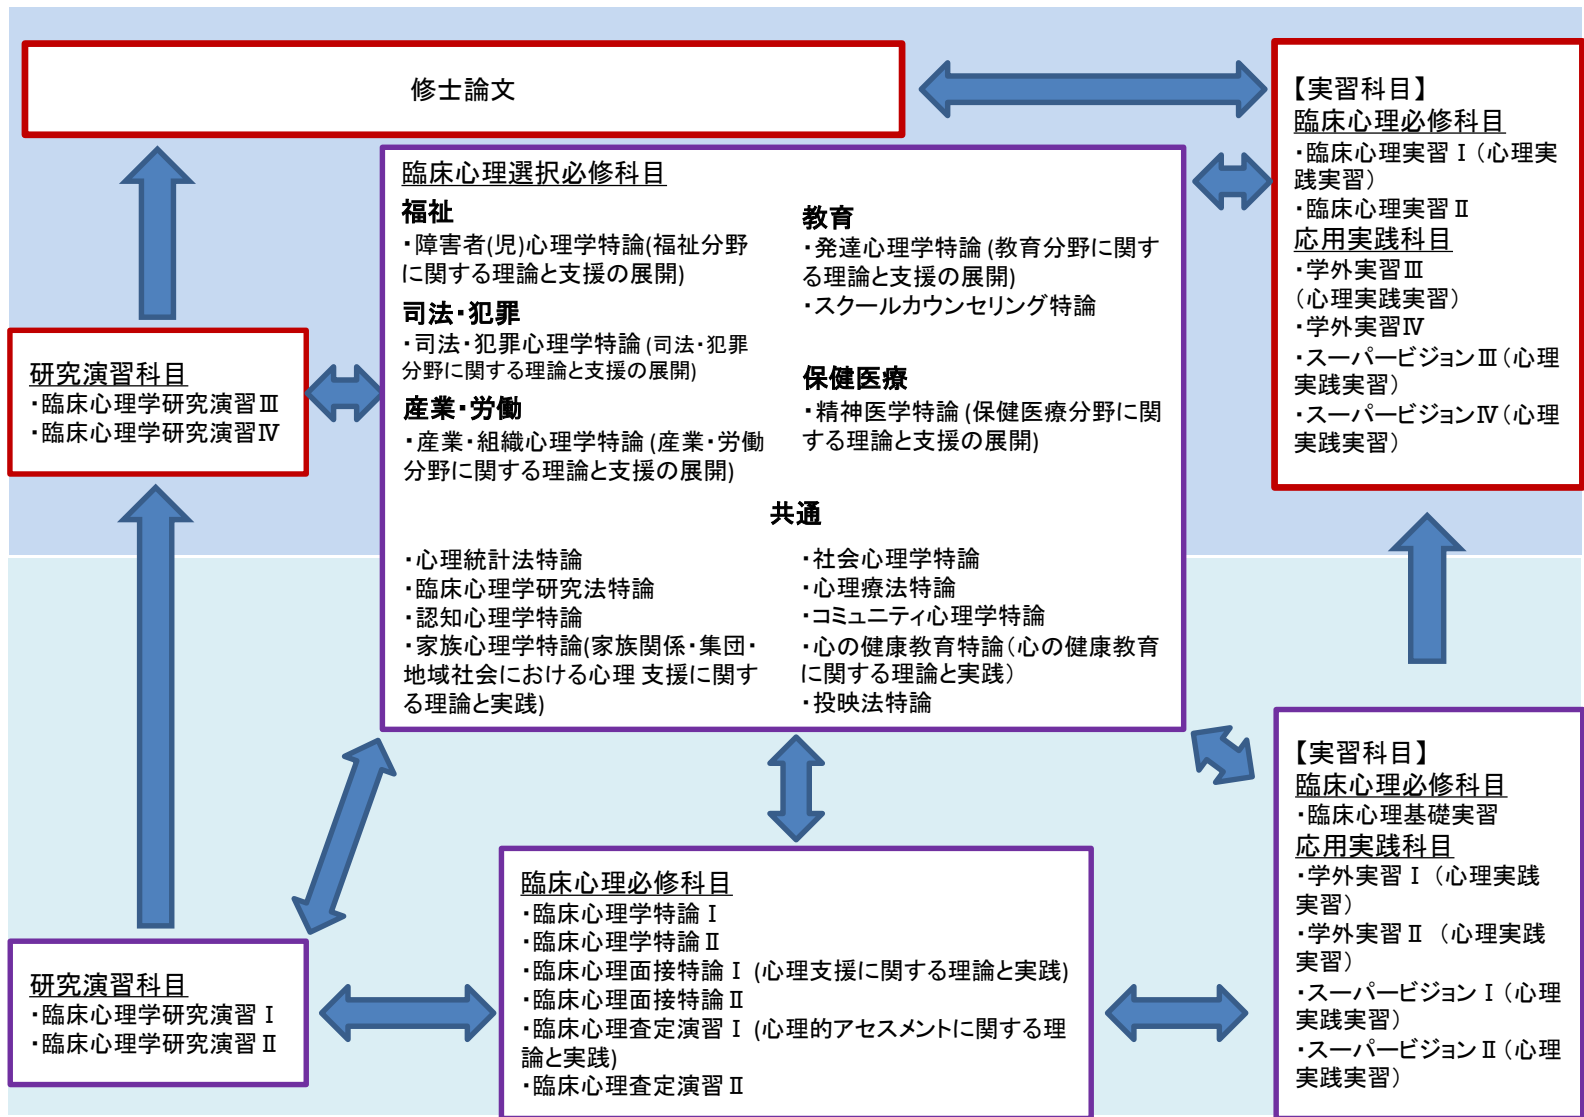 修士論文
【実習科目】
臨床心理必修科目
・臨床心理実習Ⅰ(心理実
践実習)
・臨床心理実習Ⅱ
応用実践科目
・学外実習Ⅲ
(心理実践実習)
・学外実習Ⅳ
・スーパービジョンⅢ(心理
実践実習)
・スーパービジョンⅣ(心理
実践実習)
臨床心理選択必修科目
福祉
・障害者(児)心理学特論(福祉分野
に関する理論と支援の展開)
司法・犯罪
・司法・犯罪心理学特論(司法・犯罪
分野に関する理論と支援の展開)
産業・労働
・産業・組織心理学特論(産業・労働
分野に関する理論と支援の展開)
教育
・発達心理学特論(教育分野に関す
る理論と支援の展開)
・スクールカウンセリング特論
保健医療
・精神医学特論(保健医療分野に関
する理論と支援の展開)
共通
・心理統計法特論
・臨床心理学研究法特論
・認知心理学特論
・家族心理学特論(家族関係・集団・
地域社会における心理 支援に関す
る理論と実践)
・社会心理学特論
・心理療法特論
・コミュニティ心理学特論
・心の健康教育特論(心の健康教育
に関する理論と実践)
・投映法特論
研究演習科目
・臨床心理学研究演習Ⅲ
・臨床心理学研究演習Ⅳ
研究演習科目
・臨床心理学研究演習Ⅰ
・臨床心理学研究演習Ⅱ
臨床心理必修科目
・臨床心理学特論Ⅰ
・臨床心理学特論Ⅱ
・臨床心理面接特論Ⅰ(心理支援に関する理論と実践)
・臨床心理面接特論Ⅱ
・臨床心理査定演習Ⅰ(心理的アセスメントに関する理
論と実践)
・臨床心理査定演習Ⅱ
【実習科目】
臨床心理必修科目
・臨床心理基礎実習
応用実践科目
・学外実習Ⅰ(心理実践
実習)
・学外実習Ⅱ(心理実践
実習)
・スーパービジョンⅠ(心理
実践実習)
・スーパービジョンⅡ(心理
実践実習)